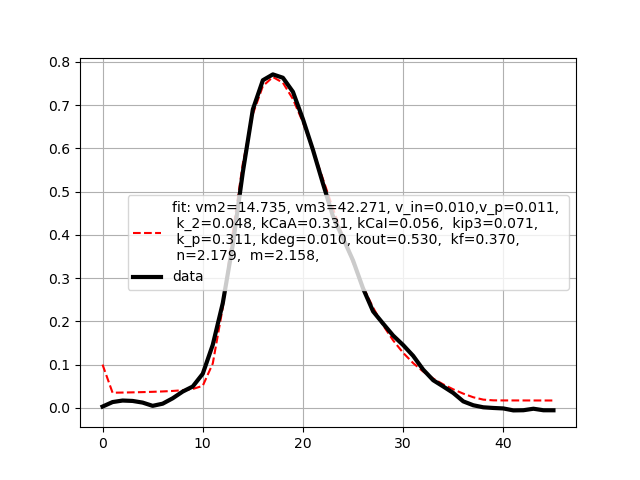 0.8
0.7
0.6
0.5
0.4
0.3
0.2
0.1
0.0
fit: vm2=14.735, vm3=42.271, v_in=0.010,v_p=0.011,
k_2=0.048, kCaA=0.331, kCaI=0.056,  kip3=0.071,
k_p=0.311, kdeg=0.010, kout=0.530,  kf=0.370,
n=2.179,  m=2.158,
data
0 10 20 30 40